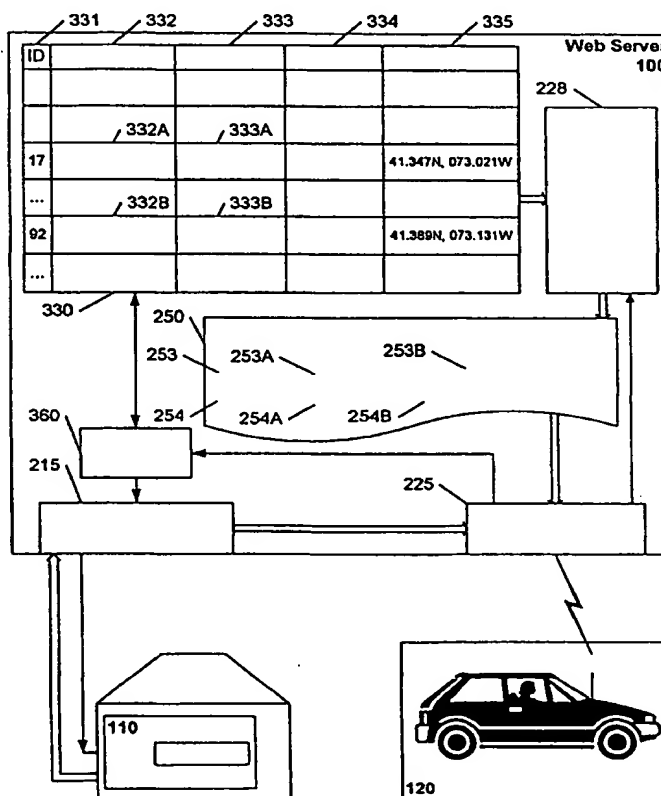 331 332 333 334 335
ID
Web Server
100
228
332A 333A
17 41.347N, 073.021W
...
332B 333B
92 41.389N, 073.131W
...
330
250
253 253A 253B
254 254A 254B
360
215 225
110
120